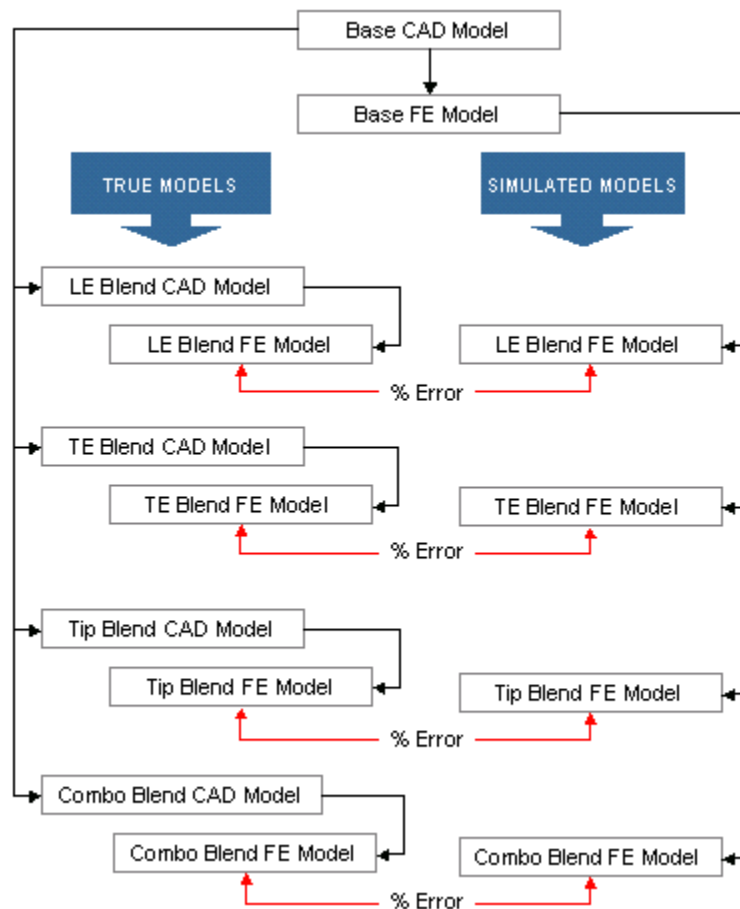 Base CAD Model
Base FE Model
TRUE MODELS
SIMULATED MODELS
LE Blend CAD Model
LE Blend FE Model
LE Blend FE Model
% Error
TE Blend CAD Model
TE Blend FE Model
TE Blend FE Model
% Error
Tip Blend CAD Model
Tip Blend FE Model
Tip Blend FE Model
% Error
Combo Blend CAD Model
Combo Blend FE Model
Combo Blend FE Model
% Error